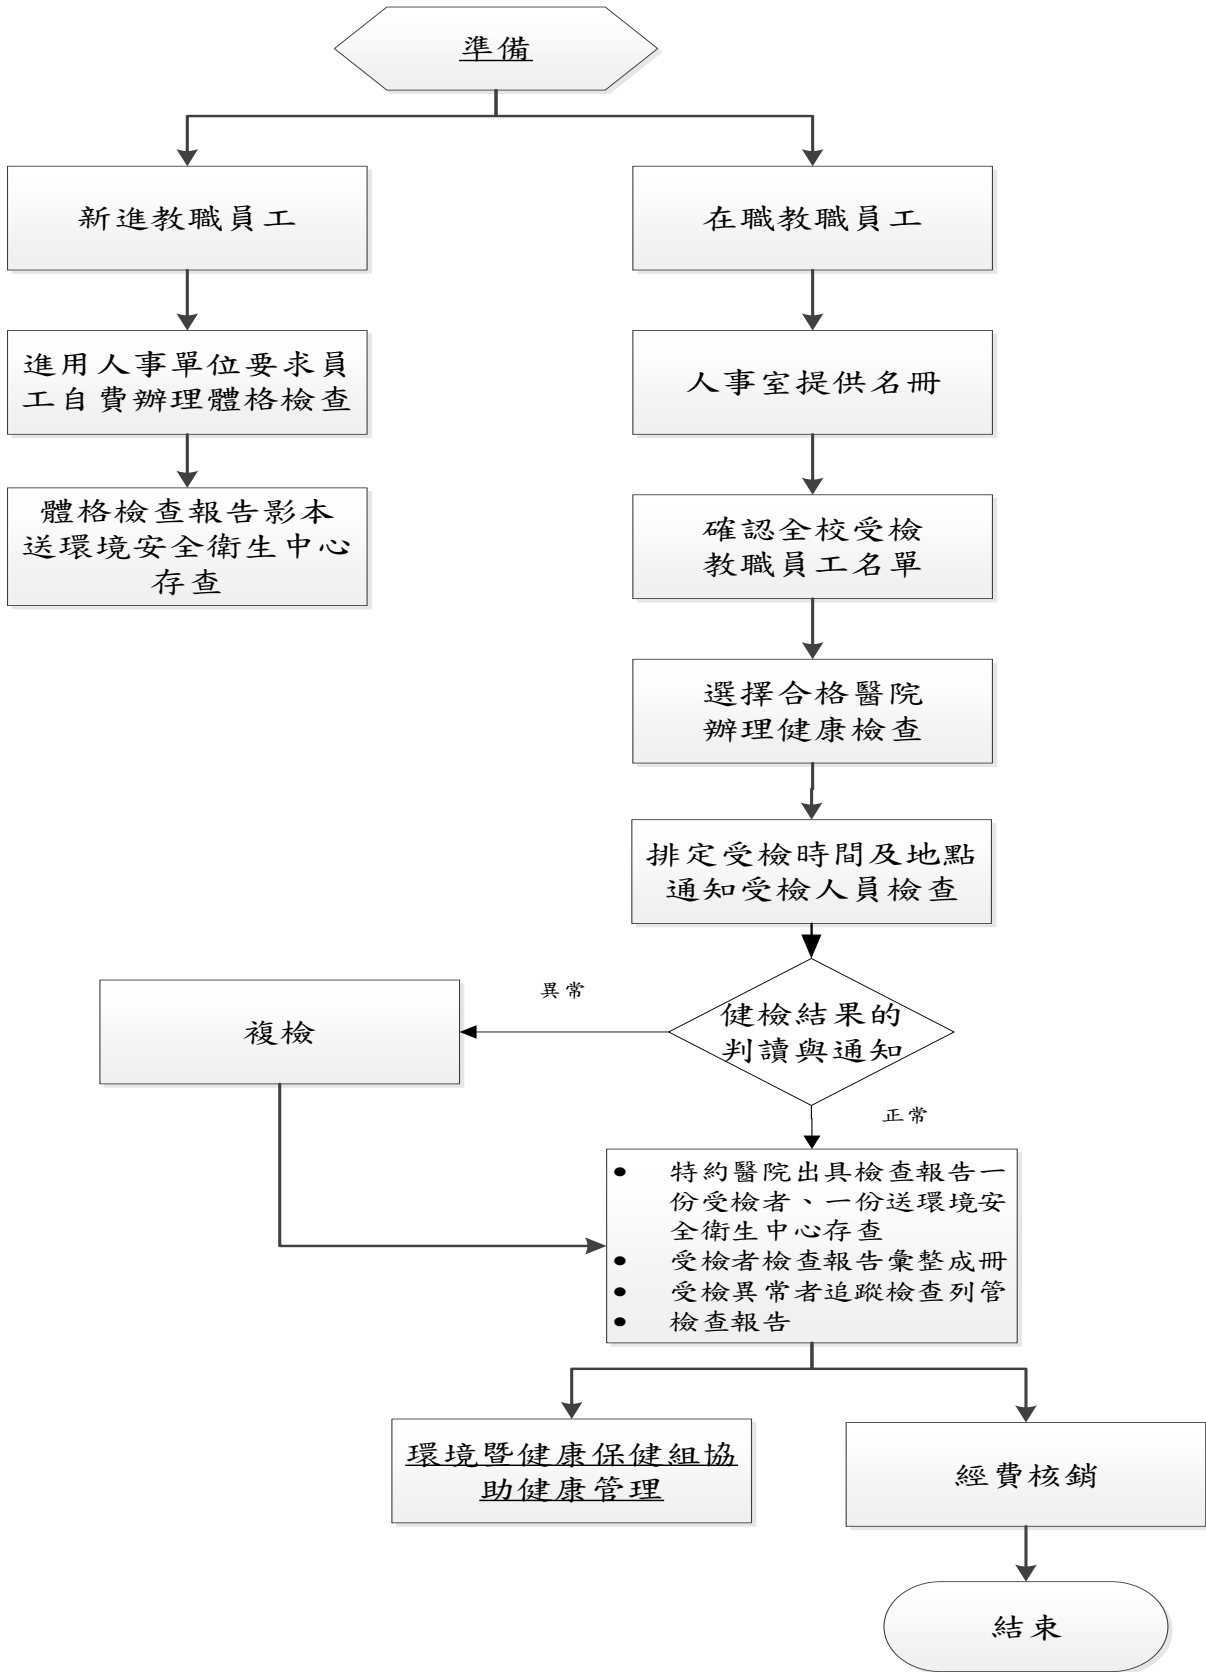 準備
新進教職員工
在職教職員工
進用人事單位要求員
工自費辦理體格檢查
人事室提供名冊
體格檢查報告影本
送環境安全衛生中心
存查
確認全校受檢
教職員工名單
選擇合格醫院
辦理健康檢查
排定受檢時間及地點
通知受檢人員檢查
健檢結果的
判讀與通知
異常
複檢
正常
• 特約醫院出具檢查報告一
份受檢者、一份送環境安
全衛生中心存查
• 受檢者檢查報告彙整成冊
• 受檢異常者追蹤檢查列管
• 檢查報告
環境暨健康保健組協
助健康管理
經費核銷
結束